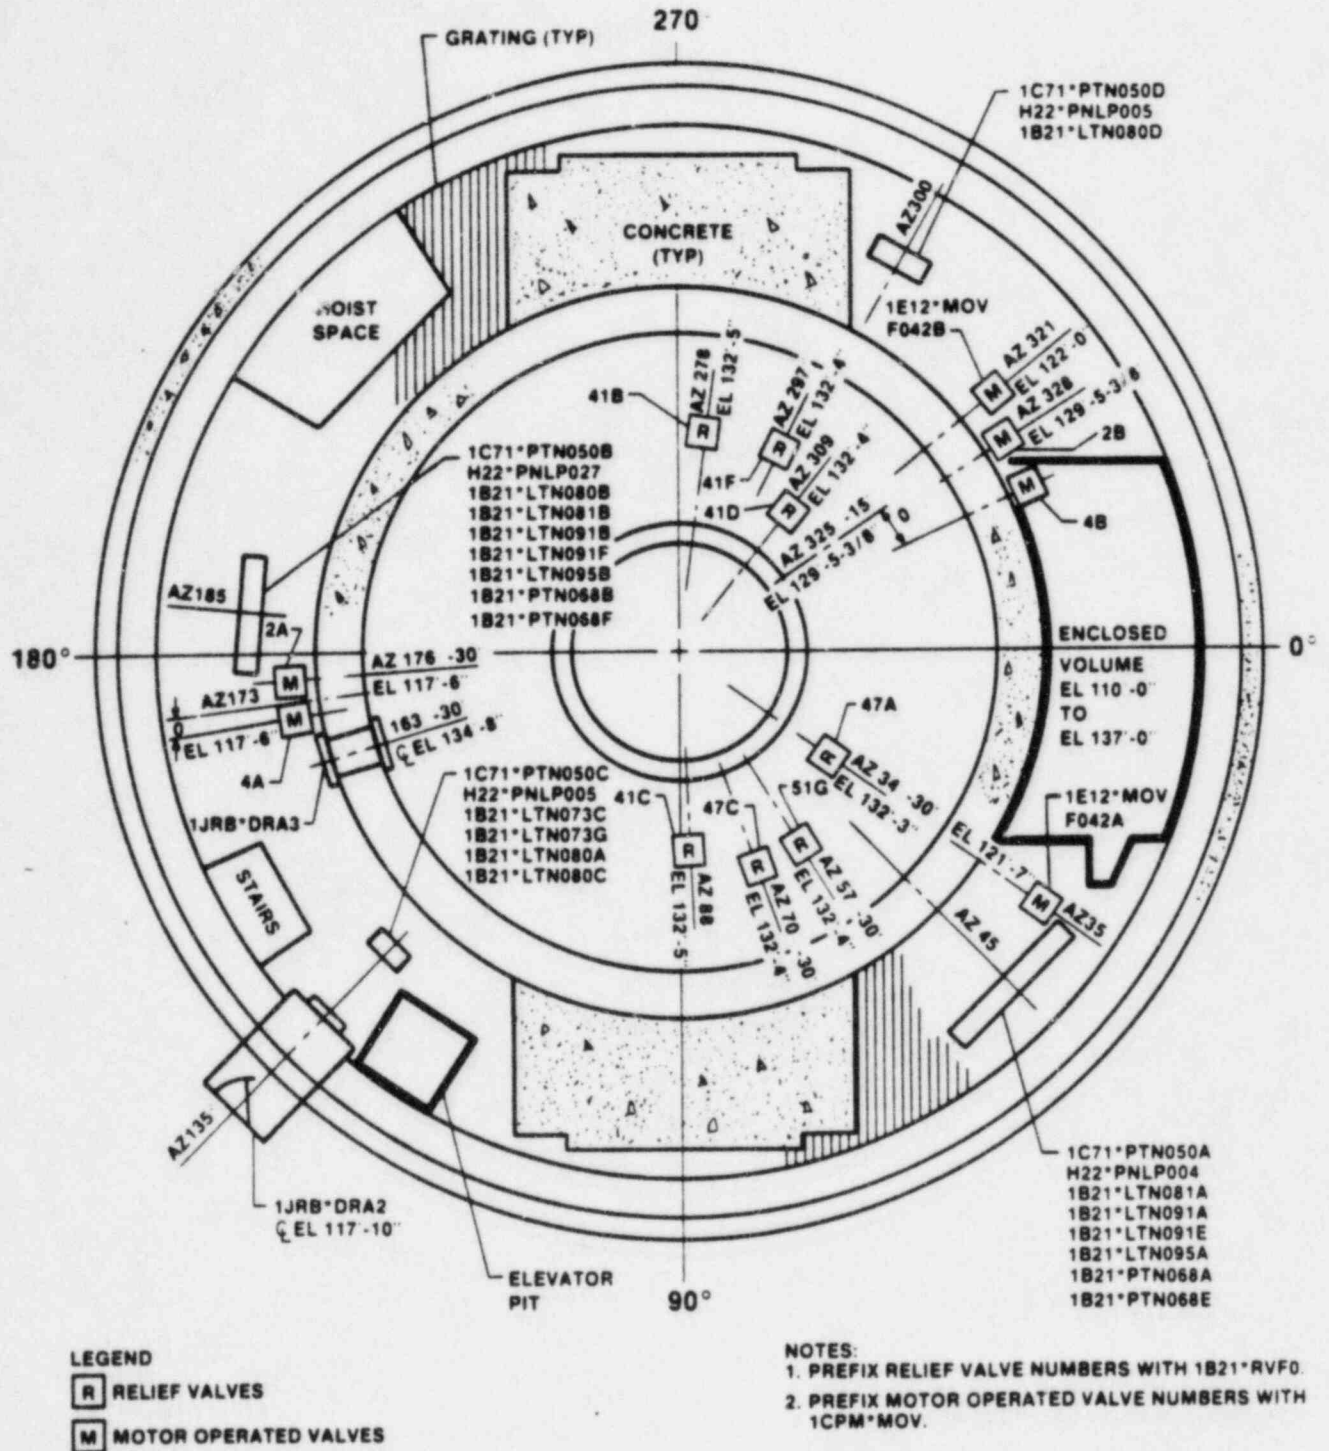 270
GRATING (TYP)
1C71*PTN050D
H22*PNLP005
1B21*LTN080D
AZ300
CONCRETE
(TYP)
HOIST
SPACE
1E12*MOV
F042B
AZ 321
EL 122'-0"
AZ 328
EL 129'-5-3/8"
2B
M
M
M
4B
41B
AZ 278
EL 132'-5"
R
AZ 297
EL 132'-4"
R
41F
AZ 309
EL 132'-4"
R
41D
AZ 325°-15'
EL 129'-5-3/8"
0
1C71*PTN050B
H22*PNLP027
1B21*LTN080B
1B21*LTN081B
1B21*LTN091B
1B21*LTN091F
1B21*LTN095B
1B21*PTN068B
1B21*PTN068F
AZ185
2A
180°
0°
M
AZ 176°-30'
EL 117'-6"
AZ173
M
EL 117'-6"
0
4A
163°-30'
℄ EL 134'-8"
1JRB*DRA3
ENCLOSED
VOLUME
EL 110'-0"
TO
EL 137'-0"
47A
R
AZ 34°-30'
EL 132'-3"
1C71*PTN050C
H22*PNLP005
1B21*LTN073C
1B21*LTN073G
1B21*LTN080A
1B21*LTN080C
41C
R
AZ 88
EL 132'-5"
47C
R
AZ 70°-30'
EL 132'-4"
51G
R
AZ 57°-30'
EL 132'-4"
1E12*MOV
F042A
EL 121'-7"
M
AZ35
AZ 45
STAIRS
AZ135
1JRB*DRA2
℄ EL 117'-10"
ELEVATOR
PIT
90°
1C71*PTN050A
H22*PNLP004
1B21*LTN081A
1B21*LTN091A
1B21*LTN091E
1B21*LTN095A
1B21*PTN068A
1B21*PTN068E
LEGEND
R RELIEF VALVES
M MOTOR OPERATED VALVES
NOTES:
1. PREFIX RELIEF VALVE NUMBERS WITH 1B21*RVF0.
2. PREFIX MOTOR OPERATED VALVE NUMBERS WITH
1CPM*MOV.